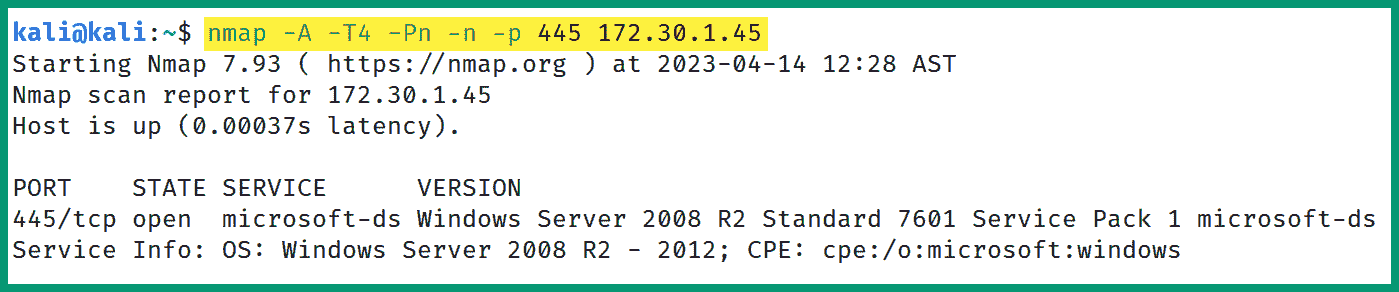 kali@kali:~$ nmap -A -T4 -Pn -n -p 445 172.30.1.45
Starting Nmap 7.93 ( https://nmap.org ) at 2023-04-14 12:28 AST
Nmap scan report for 172.30.1.45
Host is up (0.00037s latency).
PORT    STATE SERVICE      VERSION
445/tcp open  microsoft-ds Windows Server 2008 R2 Standard 7601 Service Pack 1 microsoft-ds
Service Info: OS: Windows Server 2008 R2 - 2012; CPE: cpe:/o:microsoft:windows